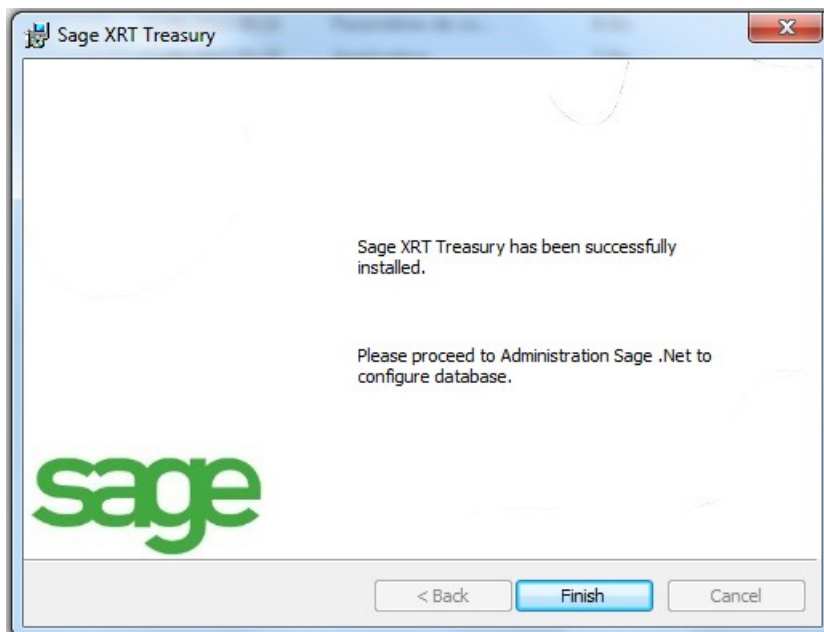 Sage XRT Treasury
Sage XRT Treasury has been successfully
installed.
Please proceed to Administration Sage .Net to
configure database.
sage
< Back
Finish
Cancel